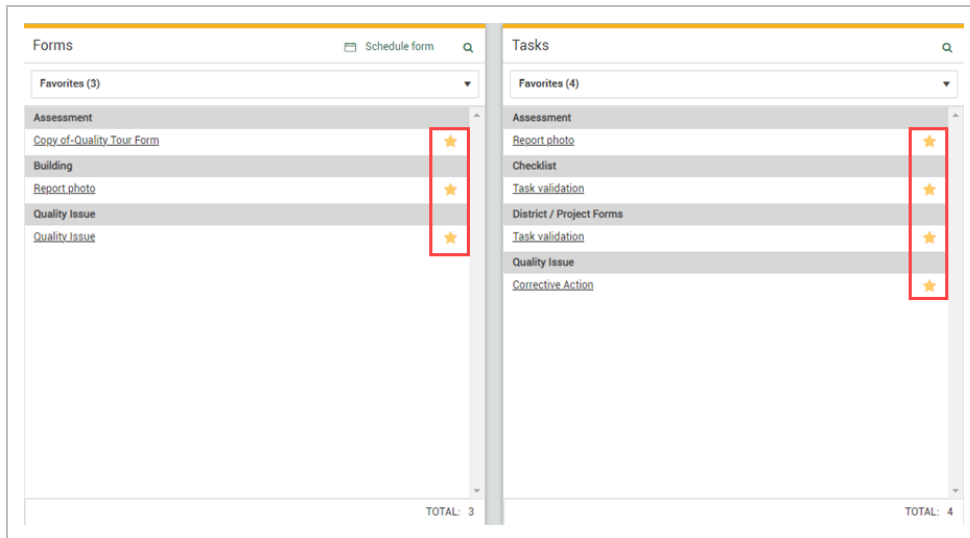 Forms
Schedule form
Favorites (3)
Assessment
Copy of-Quality Tour Form
Building
Report photo
Quality Issue
Quality Issue
TOTAL: 3
Tasks
Favorites (4)
Assessment
Report photo
Checklist
Task validation
District / Project Forms
Task validation
Quality Issue
Corrective Action
TOTAL: 4